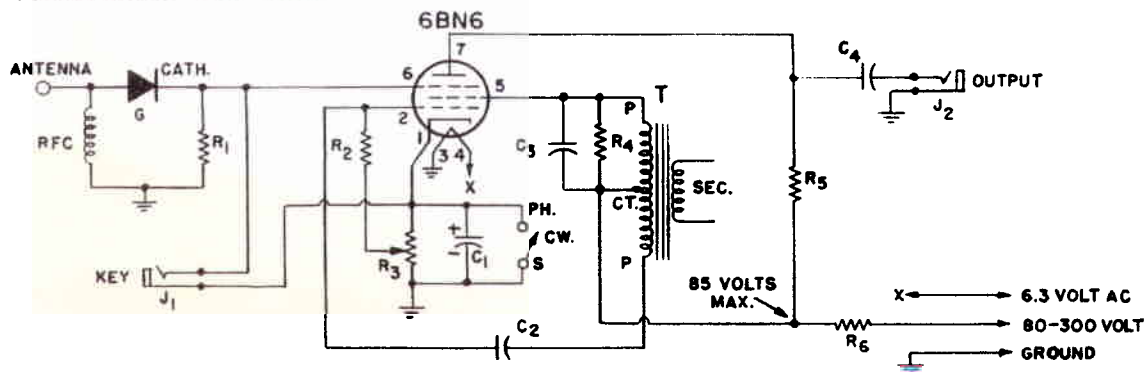 6BN6
7
ANTENNA
CATH.
G
6
5
2
1
3 4
X
RFC
R1
R2
C3
R4
P
T
CT.
SEC.
P
C4
OUTPUT
J2
R5
PH.
CW.
S
+
-
C1
R3
KEY
J1
85 VOLTS
MAX.
C2
R6
X
6.3 VOLT AC
80-300 VOLT
GROUND